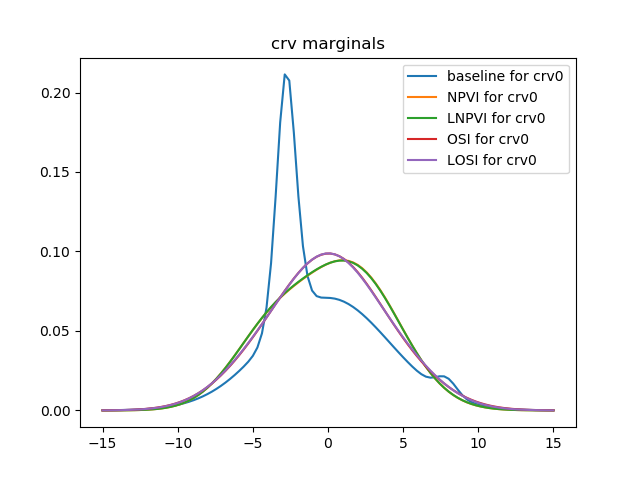 crv marginals
baseline for crv0
NPVI for crv0
LNPVI for crv0
OSI for crv0
LOSI for crv0
0.20
0.15
0.10
0.05
0.00
−15
−10
−5
0
5
10
15